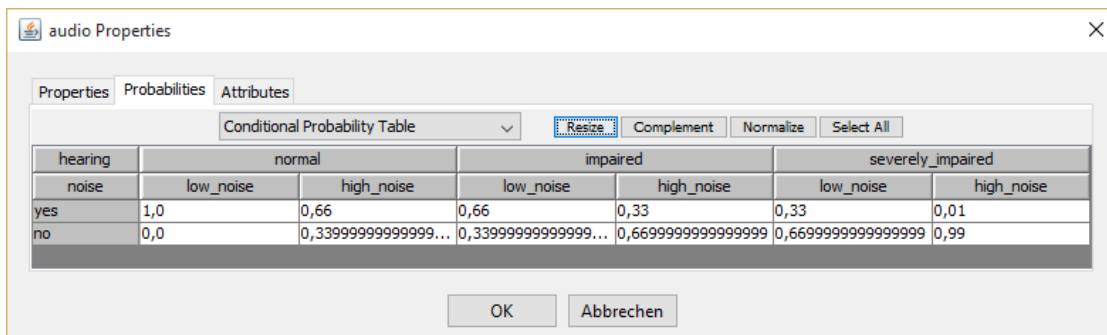 audio Properties
Properties Probabilities Attributes
Conditional Probability Table Resize Complement Normalize Select All
hearing normal impaired severely_impaired
noise low_noise high_noise low_noise high_noise low_noise high_noise
yes 1,0 0,66 0,66 0,33 0,33 0,01
no 0,0 0,33999999999999... 0,33999999999999... 0,6699999999999999 0,6699999999999999 0,99
OK Abbrechen